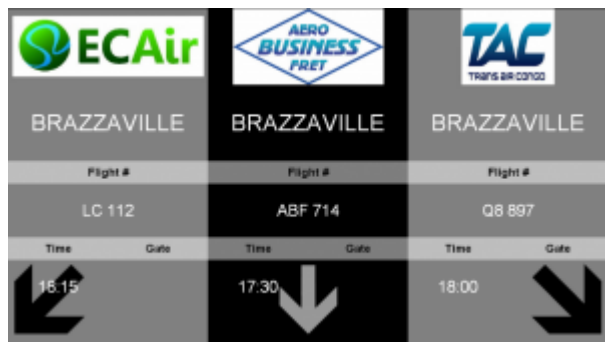 ECAir
AERO
BUSINESS
FRET
TAC
TRANS AIR CONGO
BRAZZAVILLE
BRAZZAVILLE
BRAZZAVILLE
Flight #
Flight #
Flight #
LC 112
ABF 714
Q8 897
Time Gate
Time Gate
Time Gate
16:15
17:30
18:00